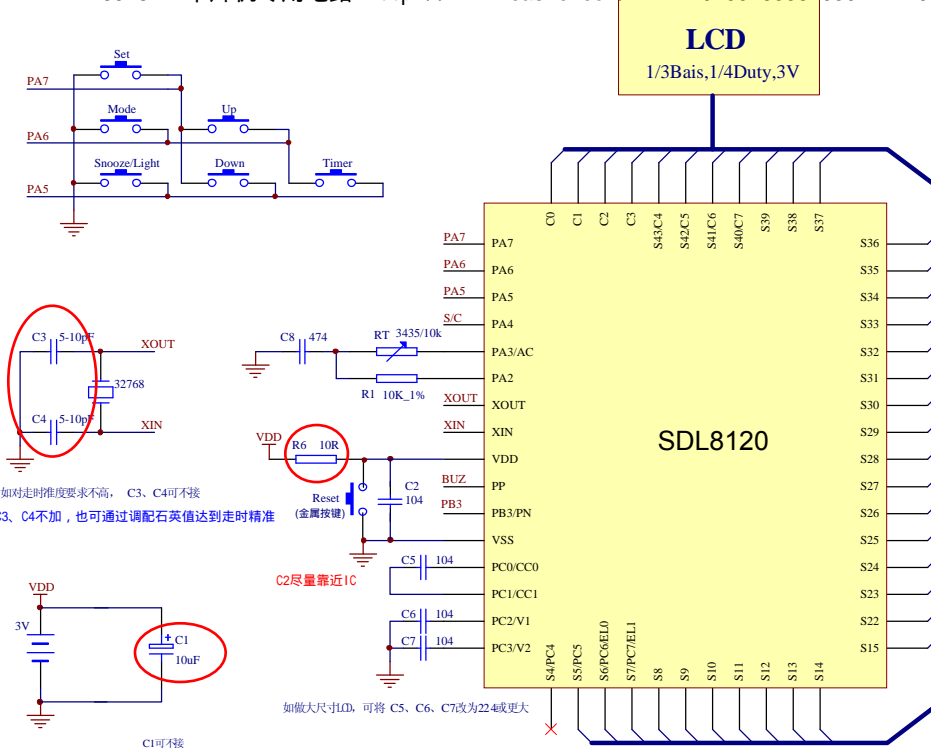 LCD
1/3Bais,1/4Duty,3V
Set
PA7
Mode
Up
PA6
Snooze/Light
Down
Timer
PA5
C0
C1
C2
C3
S43/C4
S42/C5
S41/C6
S40/C7
S39
S38
S37
PA7 PA7
PA6 PA6
PA5 PA5
S/C PA4
PA3/AC
PA2
XOUT XOUT
XIN XIN
VDD
BUZ PP
PB3 PB3/PN
VSS
PC0/CC0
PC1/CC1
PC2/V1
PC3/V2
SDL8120
S36
S35
S34
S33
S32
S31
S30
S29
S28
S27
S26
S25
S24
S23
S22
S15
S4/PC4
S5/PC5
S6/PC6/EL0
S7/PC7/EL1
S8
S9
S10
S11
S12
S13
S14
C3 5-10pF
XOUT
32768
C4 5-10pF
XIN
C8 474
RT 3435/10k
R1 10K_1%
VDD
R6 10R
Reset
(金属按键)
C2
104
C2尽量靠近IC
C5 104
C6 104
C7 104
如对走时准度要求不高， C3、C4可不接
C3、C4不加，也可通过调配石英值达到走时精准
VDD
3V
+ C1
10uF
C1可不接
如做大尺寸LCD，可将 C5、C6、C7改为224或更大